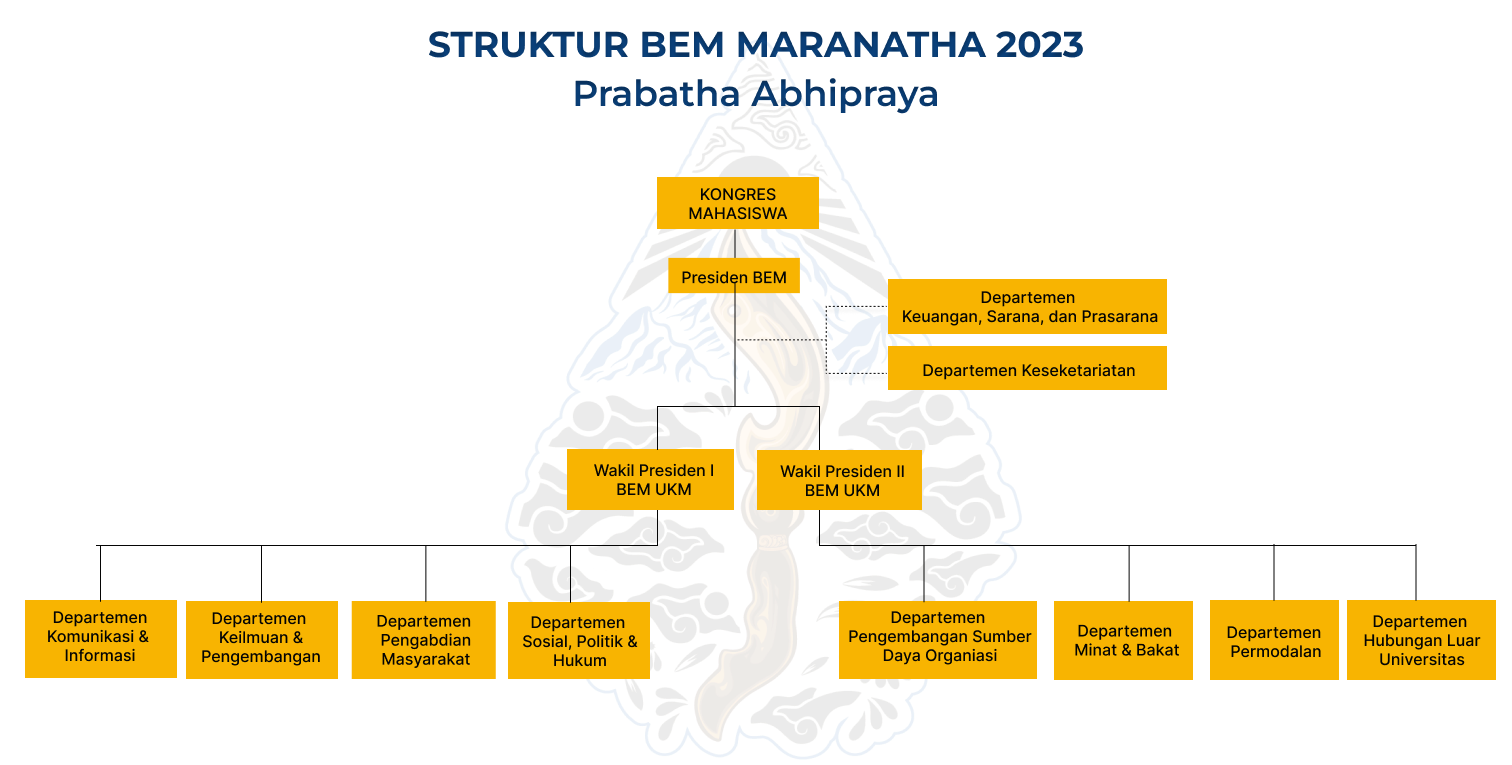 STRUKTUR BEM MARANATHA 2023
Prabatha Abhipraya
KONGRES
MAHASISWA
Presiden BEM
Departemen
Keuangan, Sarana, dan Prasarana
Departemen Keseketariatan
Wakil Presiden I
BEM UKM
Wakil Presiden II
BEM UKM
Departemen
Komunikasi &
Informasi
Departemen
Keilmuan &
Pengembangan
Departemen
Pengabdian
Masyarakat
Departemen
Sosial, Politik &
Hukum
Departemen
Pengembangan Sumber
Daya Organiasi
Departemen
Minat & Bakat
Departemen
Permodalan
Departemen
Hubungan Luar
Universitas